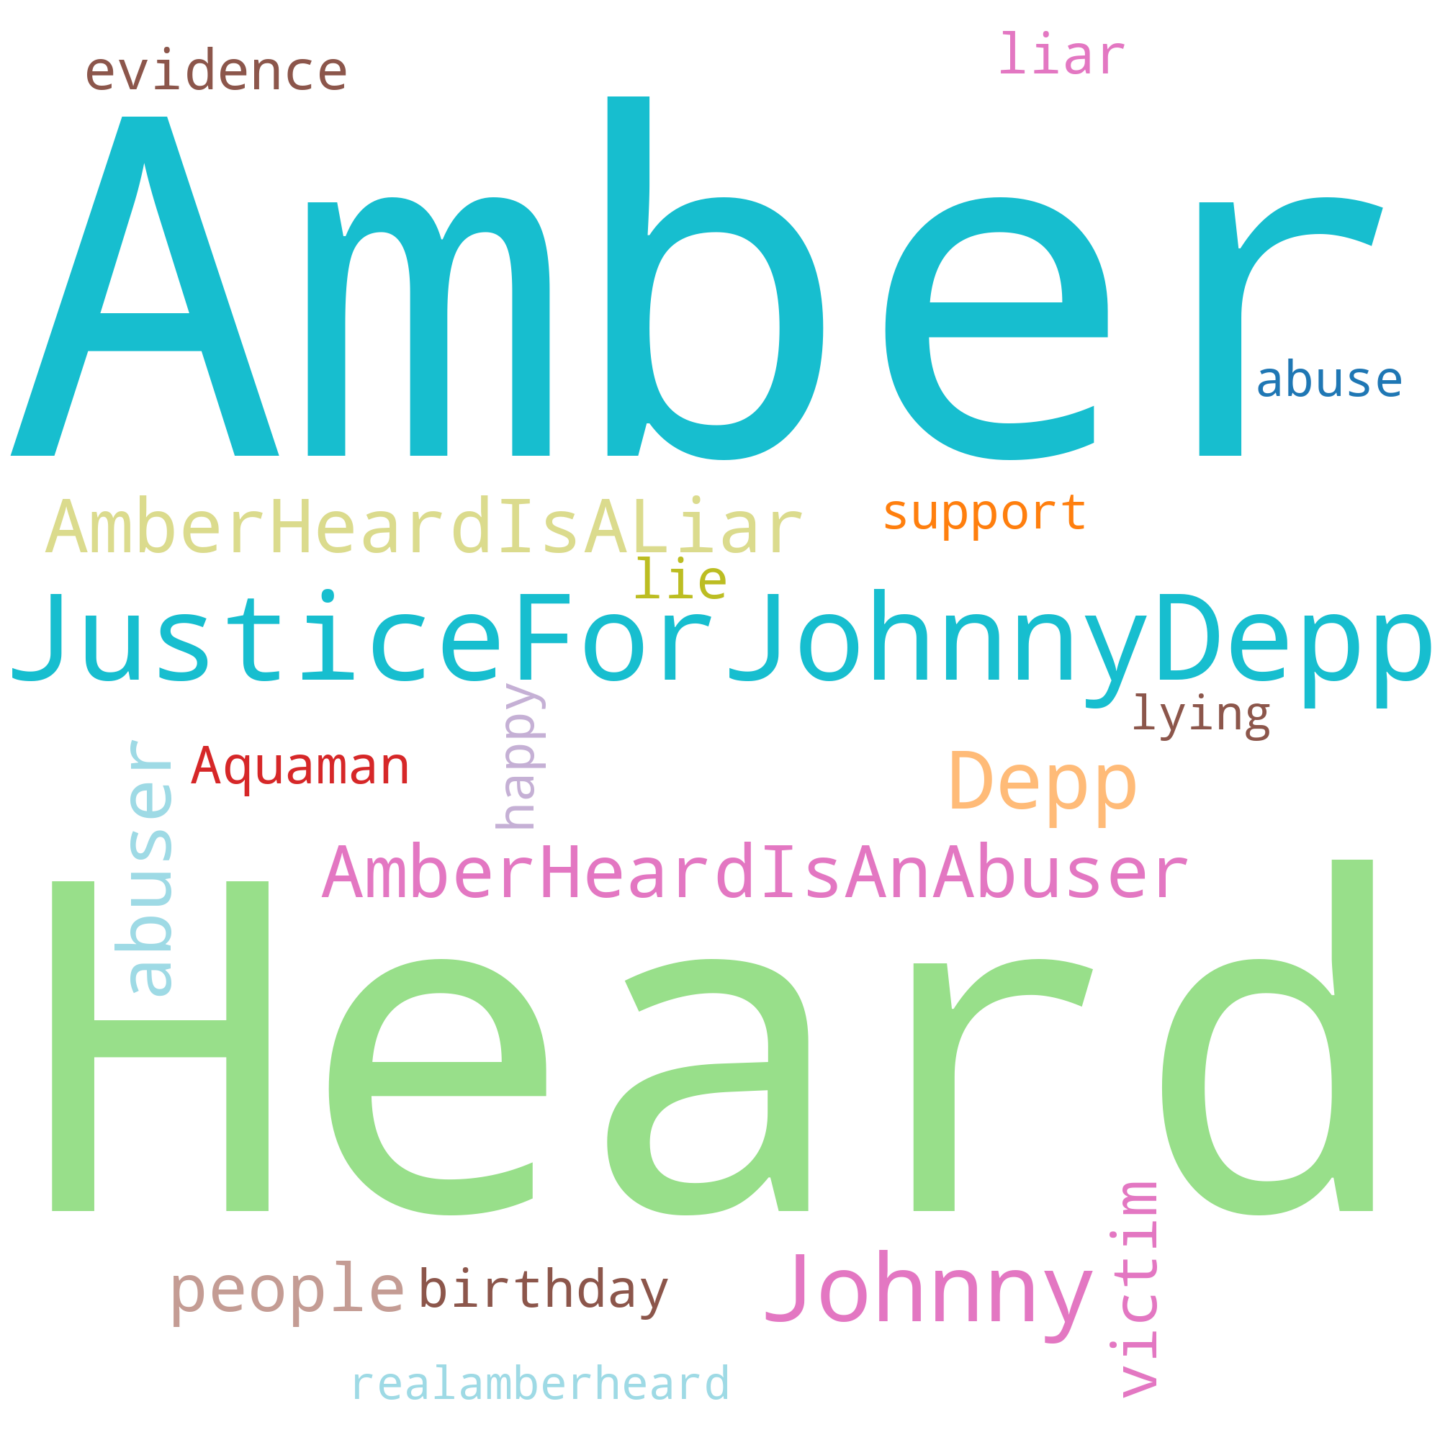 evidence
liar
Amber
abuse
AmberHeardIsALiar
support
lie
JusticeForJohnnyDepp
happy
lying
abuser
Aquaman
Depp
AmberHeardIsAnAbuser
Heard
victim
people
birthday
Johnny
realamberheard